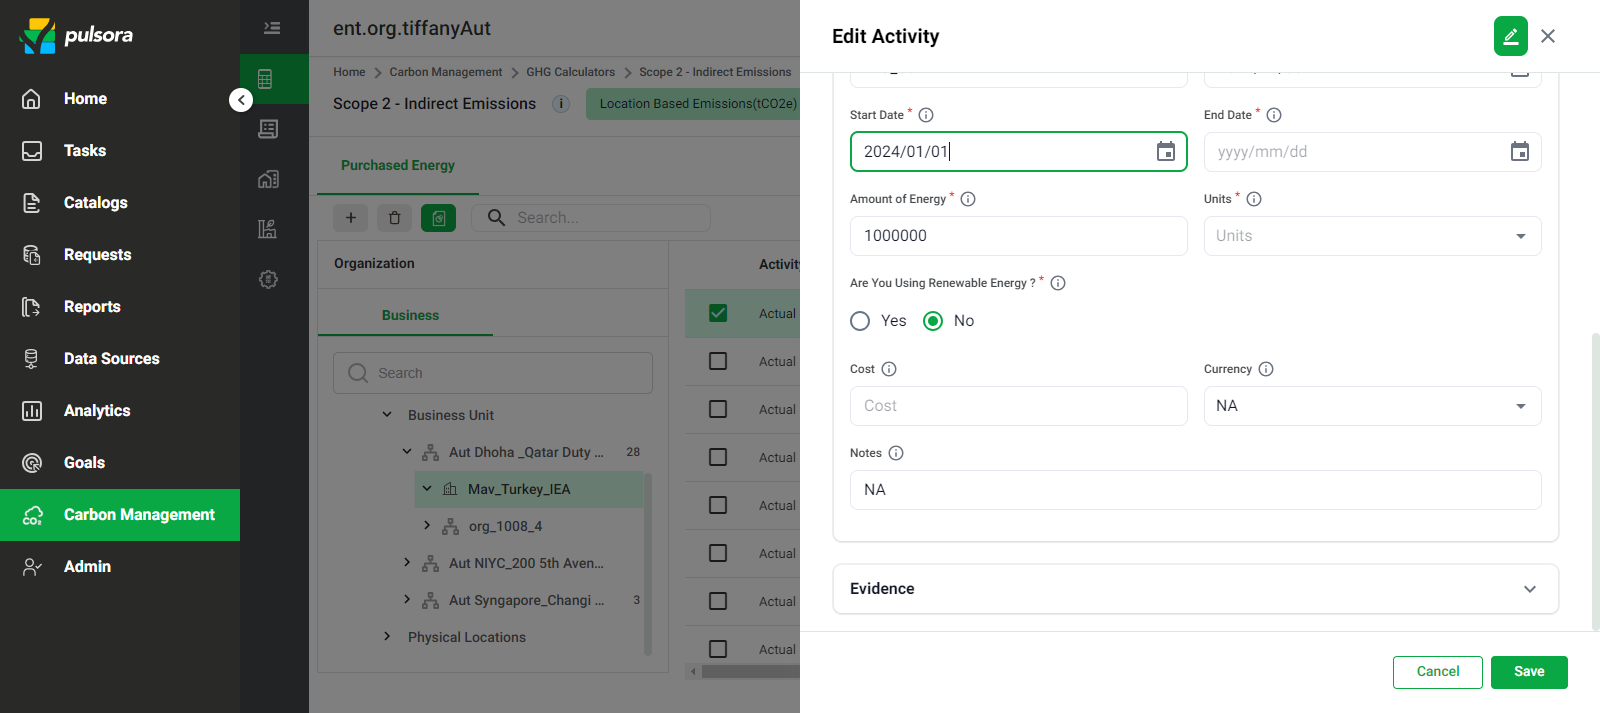 pulsora
Home
Tasks
Catalogs
Requests
Reports
Data Sources
Analytics
Goals
Carbon Management
Admin
ent.org.tiffanyAut
Home > Carbon Management > GHG Calculators > Scope 2 - Indirect Emissions
Scope 2 - Indirect Emissions
Location Based Emissions(tCO2e)
Purchased Energy
Search...
Organization
Business
Search
Business Unit
Aut Dhoha _Qatar Duty ... 28
Mav_Turkey_IEA
org_1008_4
Aut NIYC_200 5th Aven...
Aut Syngapore_Changi ... 3
Physical Locations
Activity
Actual
Actual
Actual
Actual
Actual
Actual
Actual
Actual
Edit Activity
Start Date *
2024/01/01
End Date *
yyyy/mm/dd
Amount of Energy *
1000000
Units *
Units
Are You Using Renewable Energy ? *
Yes
No
Cost
Cost
Currency
NA
Notes
NA
Evidence
Cancel
Save